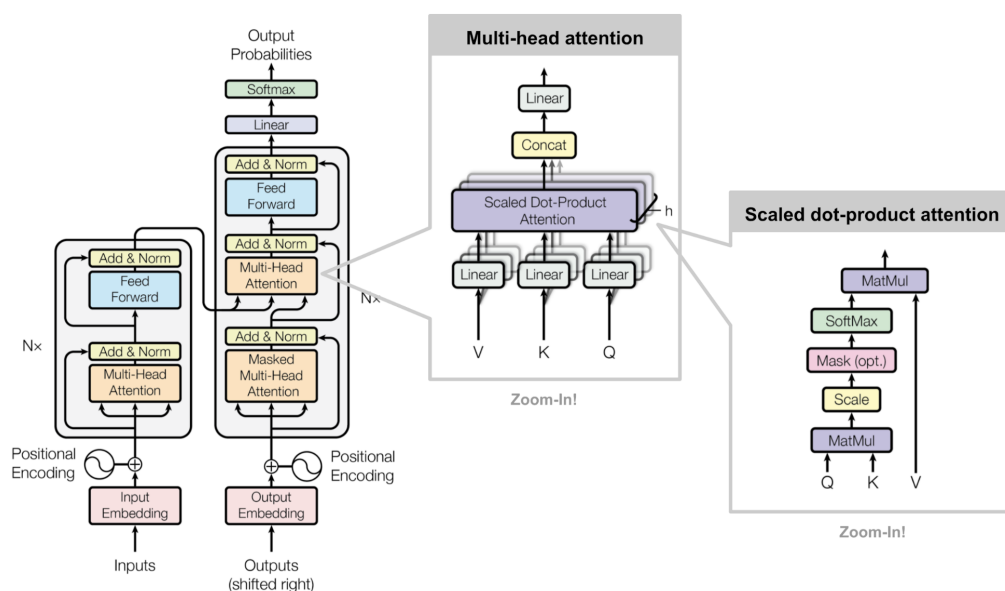 Output
Probabilities
Softmax
Linear
Add & Norm
Feed
Forward
Add & Norm
Multi-Head
Attention
Add & Norm
Masked
Multi-Head
Attention
Nx
Add & Norm
Feed
Forward
Add & Norm
Multi-Head
Attention
Nx
Positional
Encoding
Positional
Encoding
Input
Embedding
Output
Embedding
Inputs
Outputs
(shifted right)
Multi-head attention
Linear
Concat
Scaled Dot-Product
Attention
h
Linear
Linear
Linear
V
K
Q
Zoom-In!
Scaled dot-product attention
MatMul
SoftMax
Mask (opt.)
Scale
MatMul
Q
K
V
Zoom-In!